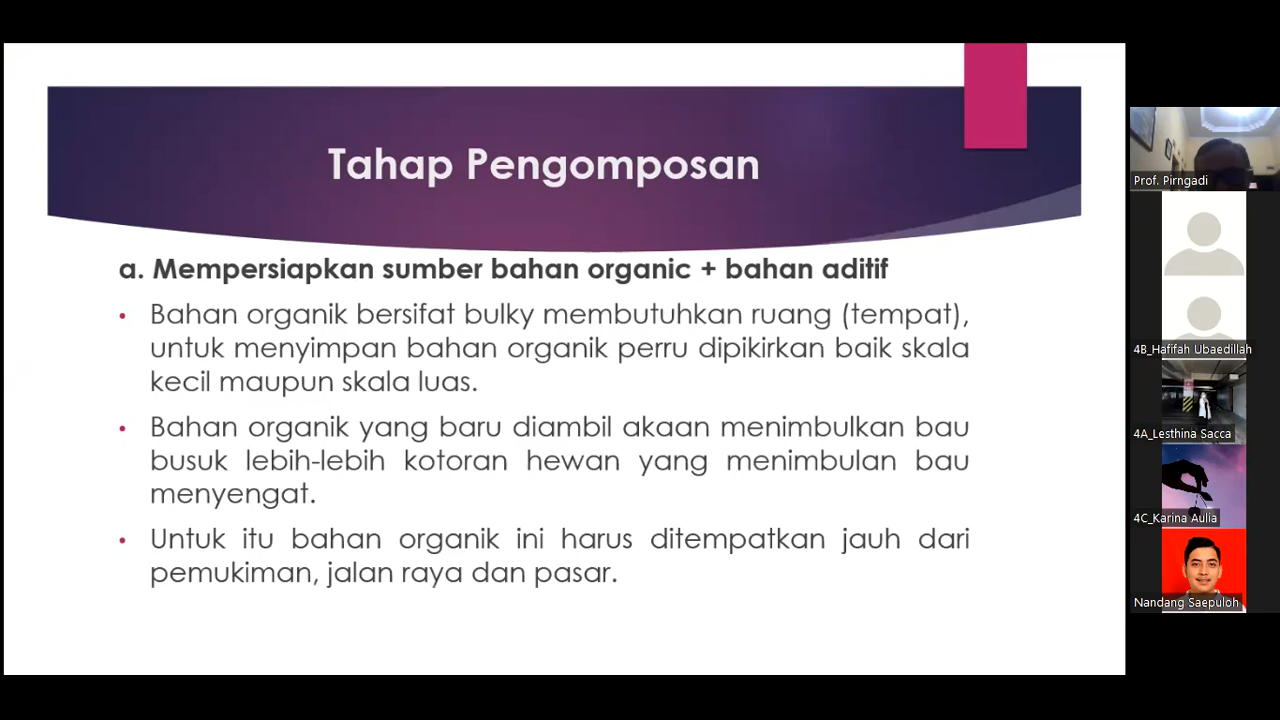 Tahap Pengomposan
a. Mempersiapkan sumber bahan organic + bahan aditif
• Bahan organik bersifat bulky membutuhkan ruang (tempat),
untuk menyimpan bahan organik perru dipikirkan baik skala
kecil maupun skala luas.
• Bahan organik yang baru diambil akaan menimbulkan bau
busuk lebih-lebih kotoran hewan yang menimbulan bau
menyengat.
• Untuk itu bahan organik ini harus ditempatkan jauh dari
pemukiman, jalan raya dan pasar.
Prof. Pirngadi
4B_Hafifah Ubaedillah
4A_Lesthina Sacca
4C_Karina Aulia
Nandang Saepuloh